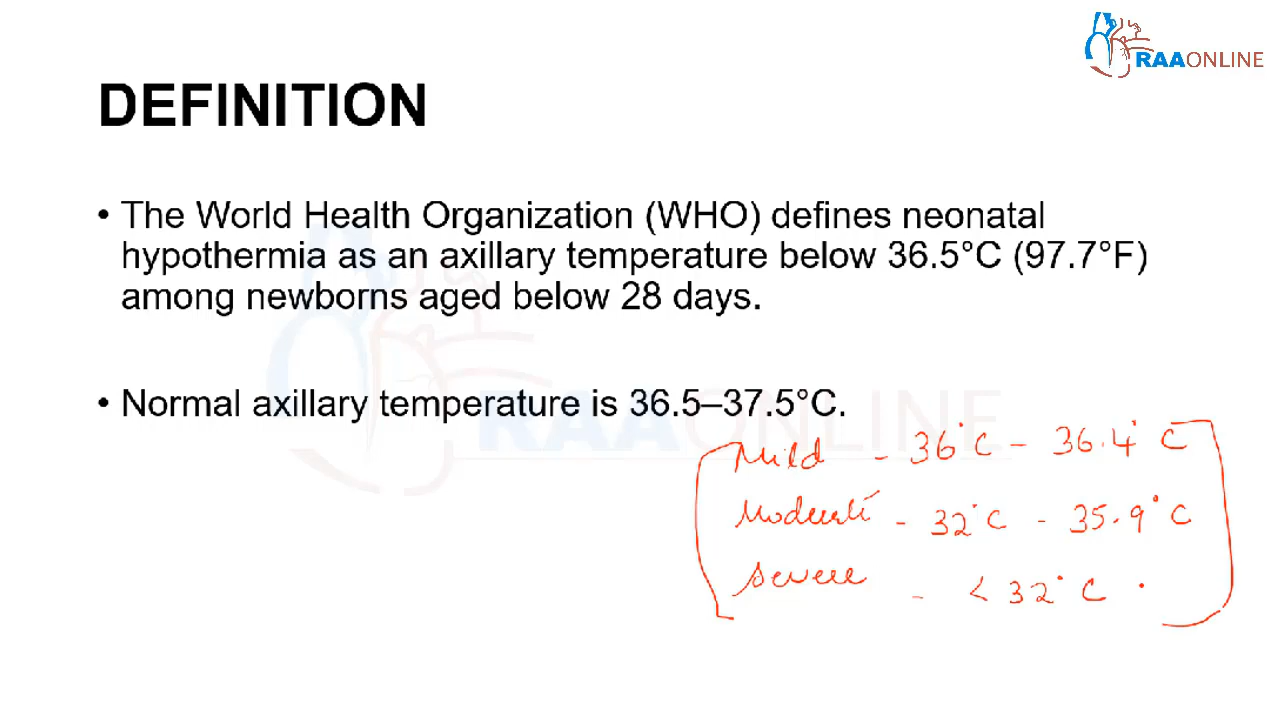 RAAONLINE
DEFINITION
• The World Health Organization (WHO) defines neonatal
hypothermia as an axillary temperature below 36.5°C (97.7°F)
among newborns aged below 28 days.
• Normal axillary temperature is 36.5–37.5°C.
RAAONLINE
Mild - 36°C - 36.4°C
Moderate - 32°C - 35.9°C
Severe - < 32°C.